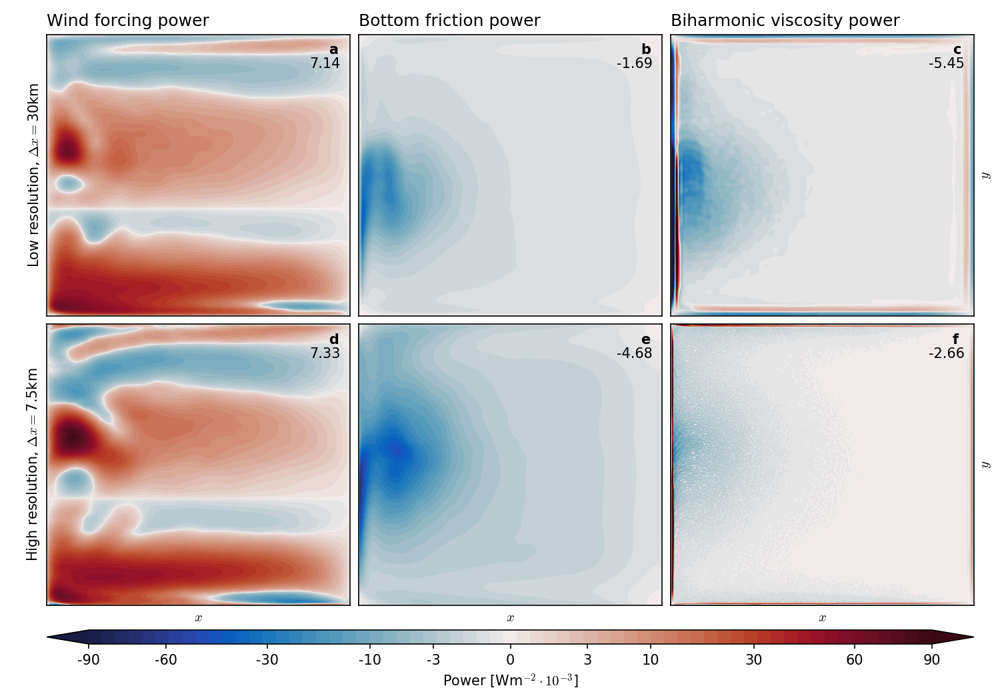 Wind forcing power
Bottom friction power
Biharmonic viscosity power
Low resolution, Δx = 30km
a
7.14
b
-1.69
c
-5.45
y
High resolution, Δx = 7.5km
d
7.33
e
-4.68
f
-2.66
y
x
x
x
-90 -60 -30 -10 -3 0 3 10 30 60 90
Power [Wm⁻² · 10⁻³]